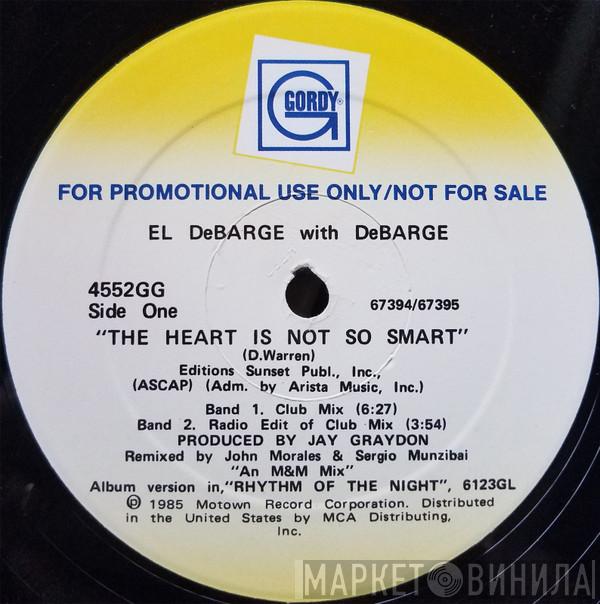 GORDY®
FOR PROMOTIONAL USE ONLY/NOT FOR SALE
EL DeBARGE with DeBARGE
4552GG
Side One
67394/67395
"THE HEART IS NOT SO SMART"
(D.Warren)
Editions Sunset Publ., Inc.,
(ASCAP) (Adm. by Arista Music, Inc.)
Band 1. Club Mix (6:27)
Band 2. Radio Edit of Club Mix (3:54)
PRODUCED BY JAY GRAYDON
Remixed by John Morales & Sergio Munzibai
"An M&M Mix"
Album version in,"RHYTHM OF THE NIGHT", 6123GL
℗ 1985 Motown Record Corporation. Distributed
in the United States by MCA Distributing,
Inc.
МАРКЕТ ВИНИЛА